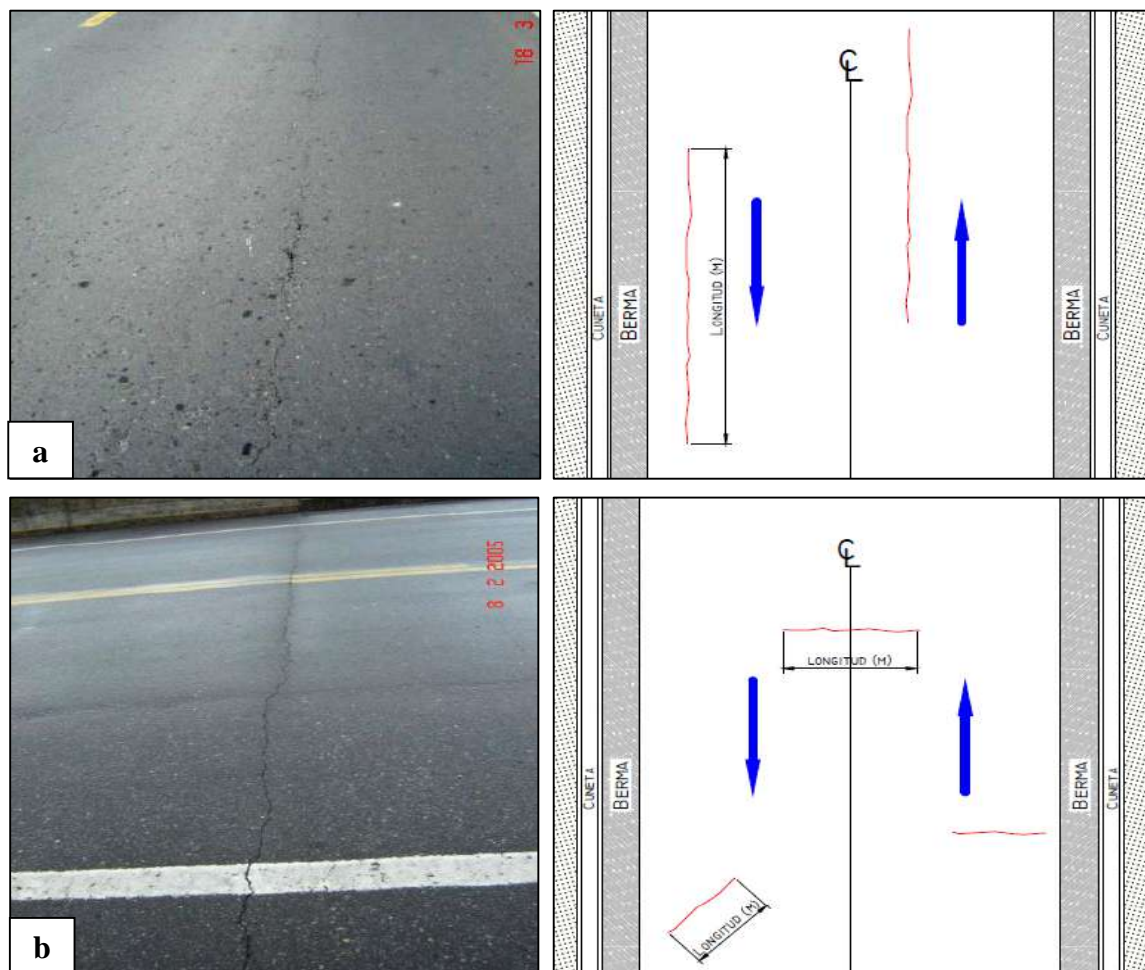 18 3
a
℄
LONGITUD (M)
CUNETA
BERMA
BERMA
CUNETA
8 2 2005
b
℄
LONGITUD (M)
CUNETA
BERMA
BERMA
CUNETA
LONGITUD (M)